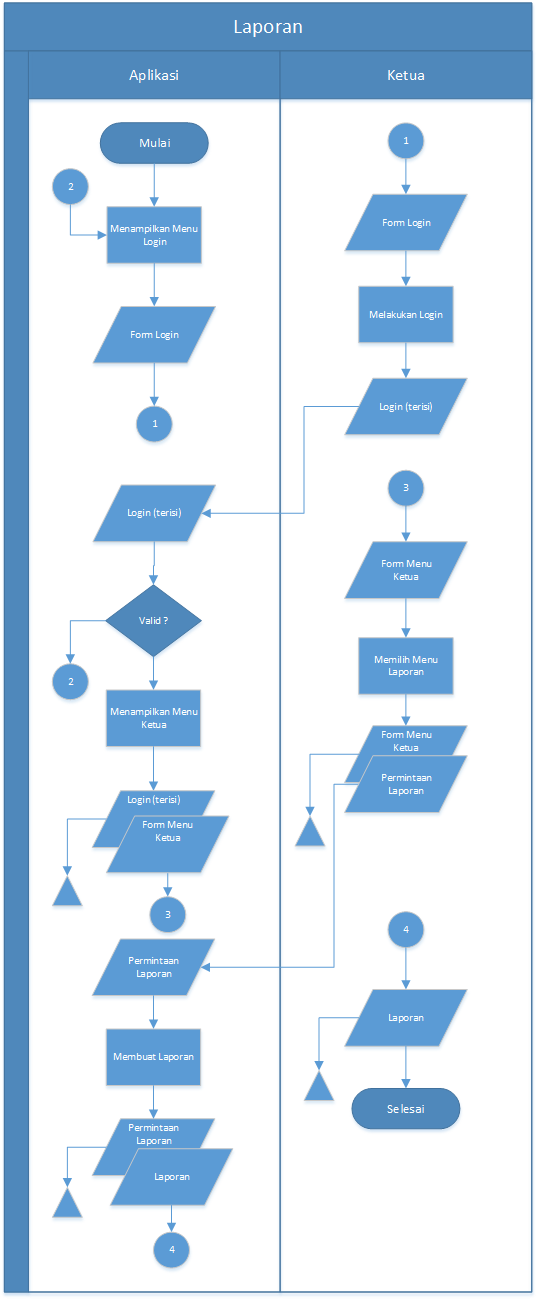 Laporan
Aplikasi
Ketua
Mulai
2
Menampilkan Menu
Login
Form Login
1
Login (terisi)
Valid ?
2
Menampilkan Menu
Ketua
Login (terisi)
Form Menu
Ketua
3
Permintaan
Laporan
Membuat Laporan
Permintaan
Laporan
Laporan
4
1
Form Login
Melakukan Login
Login (terisi)
3
Form Menu
Ketua
Memilih Menu
Laporan
Form Menu
Ketua
Permintaan
Laporan
4
Laporan
Selesai